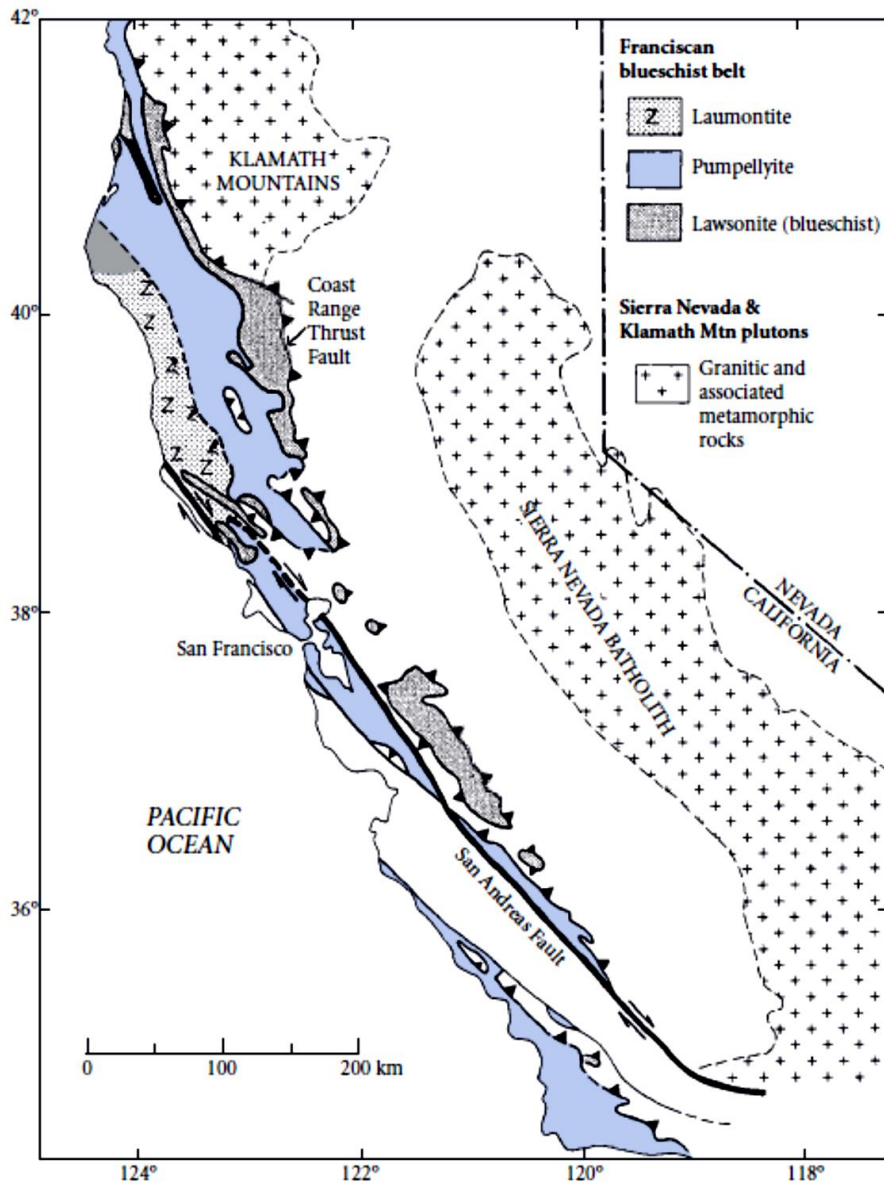 42°
40°
38°
36°
124°
122°
120°
118°
Franciscan
blueschist belt
z
Laumontite
Pumpellyite
Lawsonite (blueschist)
Sierra Nevada &
Klamath Mtn plutons
Granitic and
associated
metamorphic
rocks
KLAMATH
MOUNTAINS
Coast
Range
Thrust
Fault
z
z
z
z
z
z
z
z
SIERRA NEVADA BATHOLITH
NEVADA
CALIFORNIA
San Francisco
PACIFIC
OCEAN
San Andreas Fault
0
100
200 km